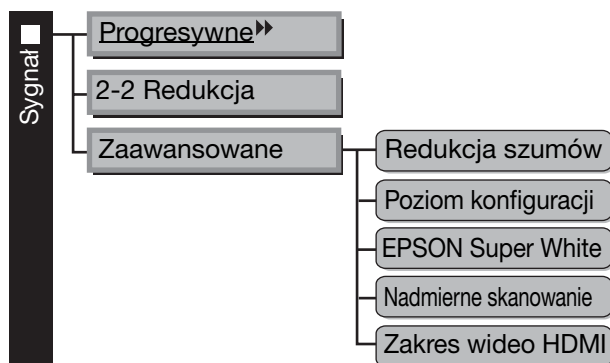 Sygnał
Progresywne
2-2 Redukcja
Zaawansowane
Redukcja szumów
Poziom konfiguracji
EPSON Super White
Nadmierne skanowanie
Zakres wideo HDMI